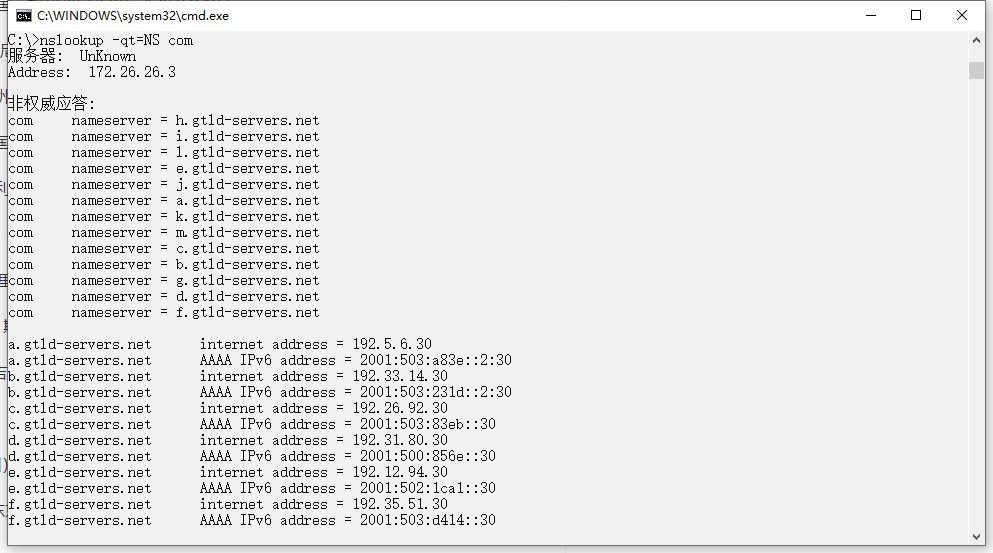 C:\WINDOWS\system32\cmd.exe
C:\>nslookup -qt=NS com
服务器:  UnKnown
Address:  172.26.26.3
非权威应答:
com     nameserver = h.gtld-servers.net
com     nameserver = i.gtld-servers.net
com     nameserver = l.gtld-servers.net
com     nameserver = e.gtld-servers.net
com     nameserver = j.gtld-servers.net
com     nameserver = a.gtld-servers.net
com     nameserver = k.gtld-servers.net
com     nameserver = m.gtld-servers.net
com     nameserver = c.gtld-servers.net
com     nameserver = b.gtld-servers.net
com     nameserver = g.gtld-servers.net
com     nameserver = d.gtld-servers.net
com     nameserver = f.gtld-servers.net
a.gtld-servers.net      internet address = 192.5.6.30
a.gtld-servers.net      AAAA IPv6 address = 2001:503:a83e::2:30
b.gtld-servers.net      internet address = 192.33.14.30
b.gtld-servers.net      AAAA IPv6 address = 2001:503:231d::2:30
c.gtld-servers.net      internet address = 192.26.92.30
c.gtld-servers.net      AAAA IPv6 address = 2001:503:83eb::30
d.gtld-servers.net      internet address = 192.31.80.30
d.gtld-servers.net      AAAA IPv6 address = 2001:500:856e::30
e.gtld-servers.net      internet address = 192.12.94.30
e.gtld-servers.net      AAAA IPv6 address = 2001:502:1ca1::30
f.gtld-servers.net      internet address = 192.35.51.30
f.gtld-servers.net      AAAA IPv6 address = 2001:503:d414::30